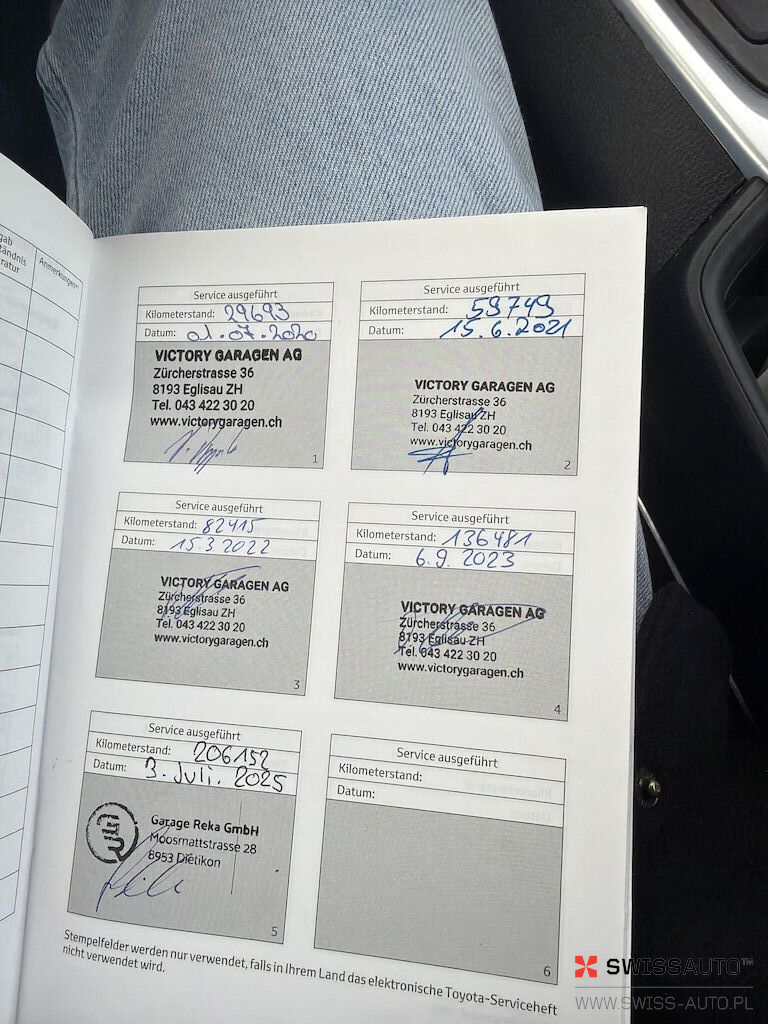 gab
tändnis
ratur
Anmerkungen
Service ausgeführt
Kilometerstand: 29693
Datum: 01.07.2020
VICTORY GARAGEN AG
Zürcherstrasse 36
8193 Eglisau ZH
Tel. 043 422 30 20
www.victorygaragen.ch
1
Service ausgeführt
Kilometerstand: 59749
Datum: 15.6.2021
VICTORY GARAGEN AG
Zürcherstrasse 36
8193 Eglisau ZH
Tel. 043 422 30 20
www.victorygaragen.ch
2
Service ausgeführt
Kilometerstand: 82415
Datum: 15.3 2022
VICTORY GARAGEN AG
Zürcherstrasse 36
8193 Eglisau ZH
Tel. 043 422 30 20
www.victorygaragen.ch
3
Service ausgeführt
Kilometerstand: 136481
Datum: 6.9. 2023
VICTORY GARAGEN AG
Zürcherstrasse 36
8193 Eglisau ZH
Tel. 043 422 30 20
www.victorygaragen.ch
4
Service ausgeführt
Kilometerstand: 206152
Datum: 3. Juli. 2025
Garage Reka GmbH
Moosmattstrasse 28
8953 Dietikon
5
Service ausgeführt
Kilometerstand:
Datum:
6
Stempelfelder werden nur verwendet, falls in Ihrem Land das elektronische Toyota-Serviceheft
nicht verwendet wird.
SWISSAUTO™
WWW.SWISS-AUTO.PL